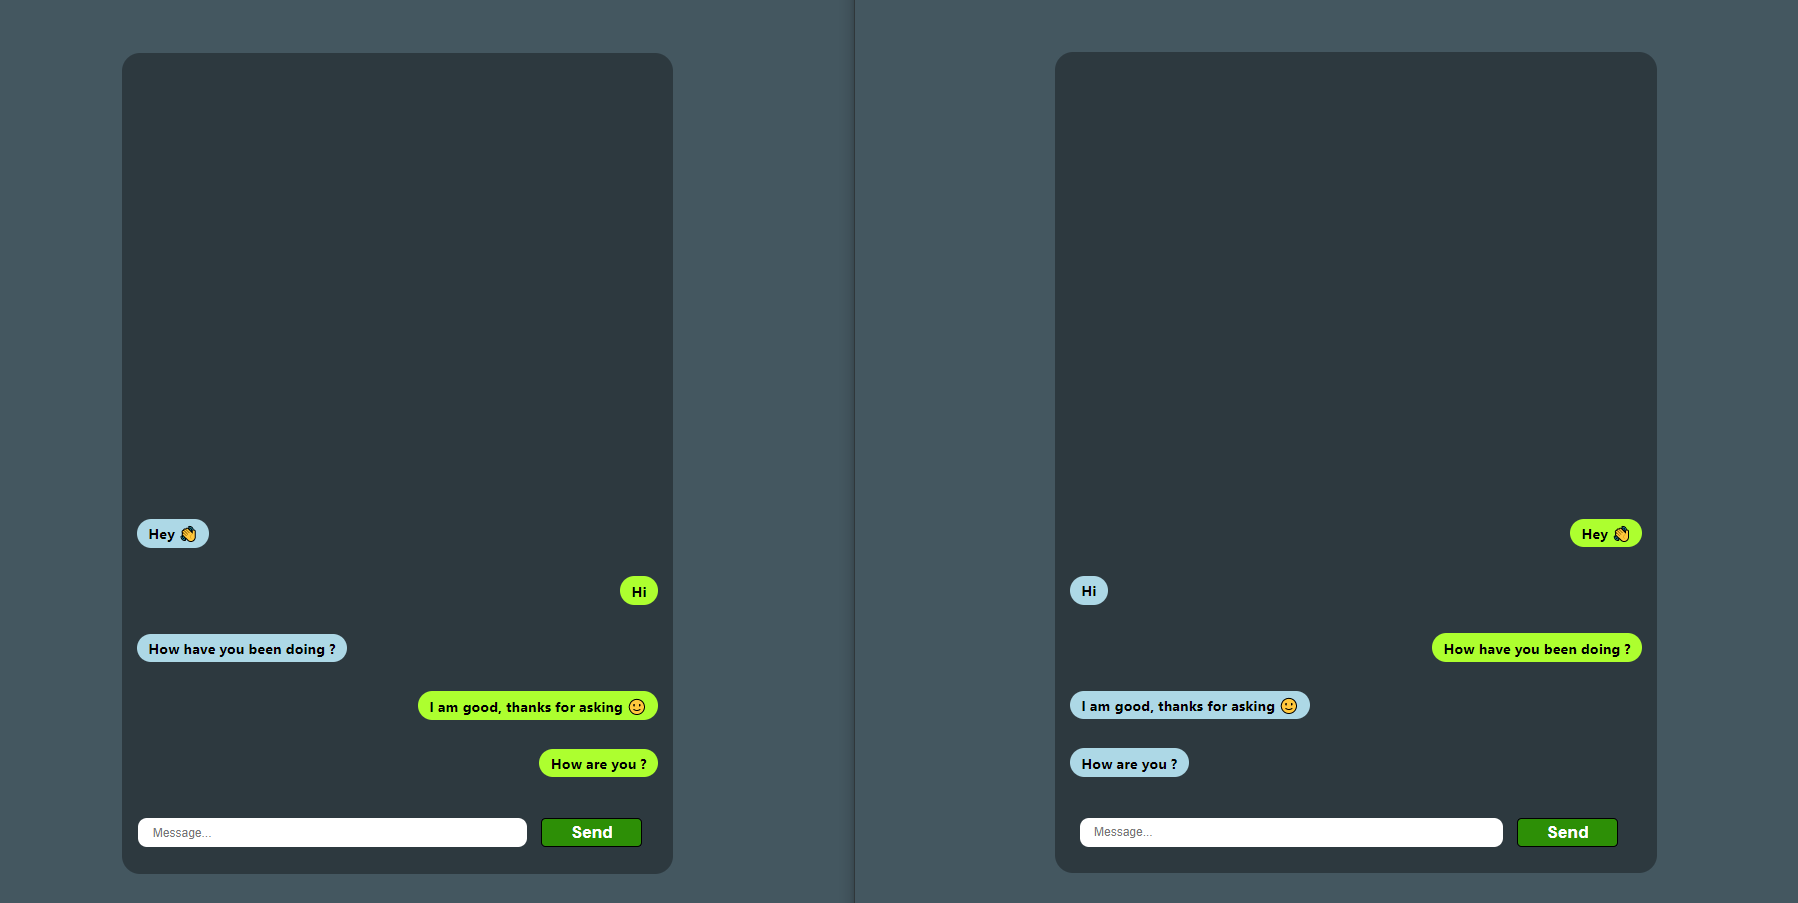 Hey 👏
Hi
How have you been doing ?
I am good, thanks for asking 🙂
How are you ?
Message...
Send
Hey 👏
Hi
How have you been doing ?
I am good, thanks for asking 🙂
How are you ?
Message...
Send